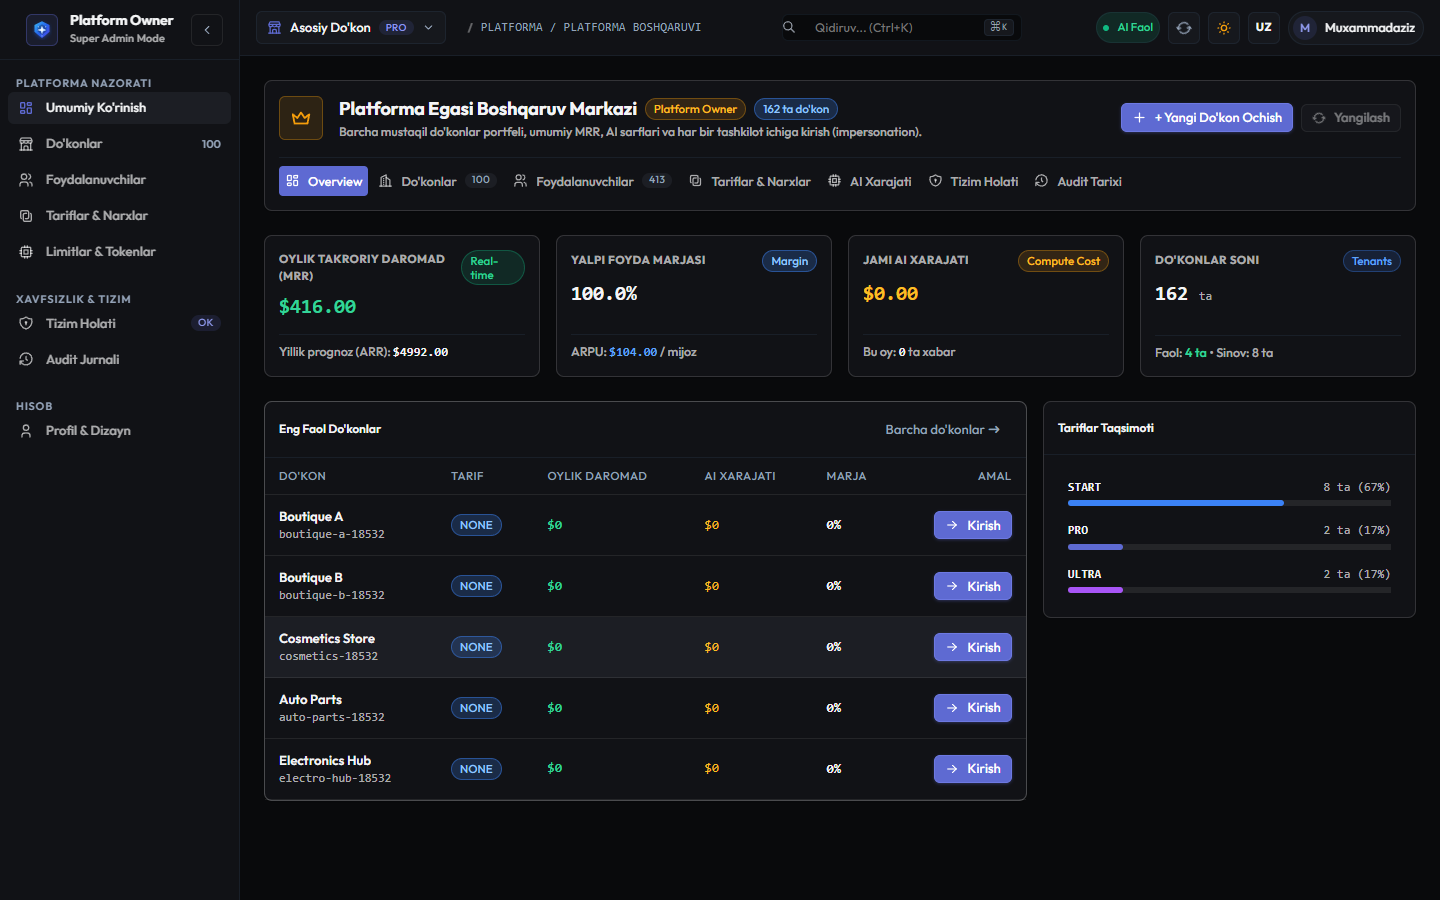 Platform Owner
Super Admin Mode
PLATFORMA NAZORATI
Umumiy Ko'rinish
Do'konlar 100
Foydalanuvchilar
Tariflar & Narxlar
Limitlar & Tokenlar
XAVFSIZLIK & TIZIM
Tizim Holati OK
Audit Jurnali
HISOB
Profil & Dizayn
Asosiy Do'kon PRO / PLATFORMA / PLATFORMA BOSHQARUVI Qidiruv... (Ctrl+K) ⌘K AI Faol UZ M Muxammadaziz
Platforma Egasi Boshqaruv Markazi Platform Owner 162 ta do'kon
Barcha mustaqil do'konlar portfeli, umumiy MRR, AI sarflari va har bir tashkilot ichiga kirish (impersonation).
+ Yangi Do'kon Ochish Yangilash
Overview Do'konlar 100 Foydalanuvchilar 413 Tariflar & Narxlar AI Xarajati Tizim Holati Audit Tarixi
OYLIK TAKRORIY DAROMAD (MRR) Real-time
$416.00
Yillik prognoz (ARR): $4992.00
YALPI FOYDA MARJASI Margin
100.0%
ARPU: $104.00 / mijoz
JAMI AI XARAJATI Compute Cost
$0.00
Bu oy: 0 ta xabar
DO'KONLAR SONI Tenants
162 ta
Faol: 4 ta • Sinov: 8 ta
Eng Faol Do'konlar Barcha do'konlar →
DO'KON TARIF OYLIK DAROMAD AI XARAJATI MARJA AMAL
Boutique A
boutique-a-18532 NONE $0 $0 0% → Kirish
Boutique B
boutique-b-18532 NONE $0 $0 0% → Kirish
Cosmetics Store
cosmetics-18532 NONE $0 $0 0% → Kirish
Auto Parts
auto-parts-18532 NONE $0 $0 0% → Kirish
Electronics Hub
electro-hub-18532 NONE $0 $0 0% → Kirish
Tariflar Taqsimoti
START 8 ta (67%)
PRO 2 ta (17%)
ULTRA 2 ta (17%)